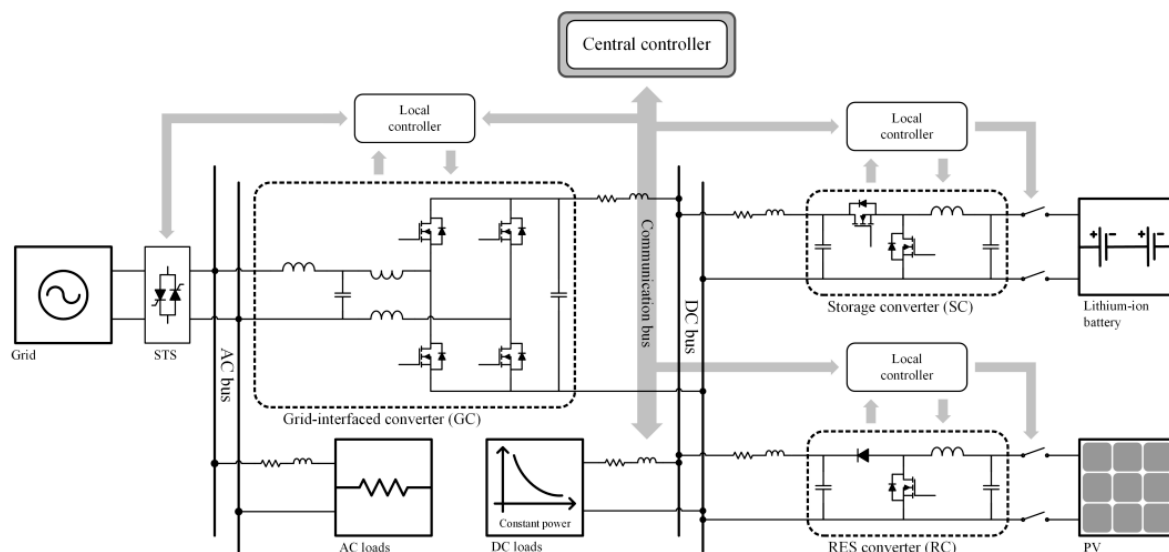 Central controller
Local
controller
Local
controller
Communication bus
DC bus
AC bus
Grid
STS
Grid-interfaced converter (GC)
Storage converter (SC)
+ - + -
Lithium-ion
battery
Local
controller
Constant power
AC loads
DC loads
RES converter (RC)
PV